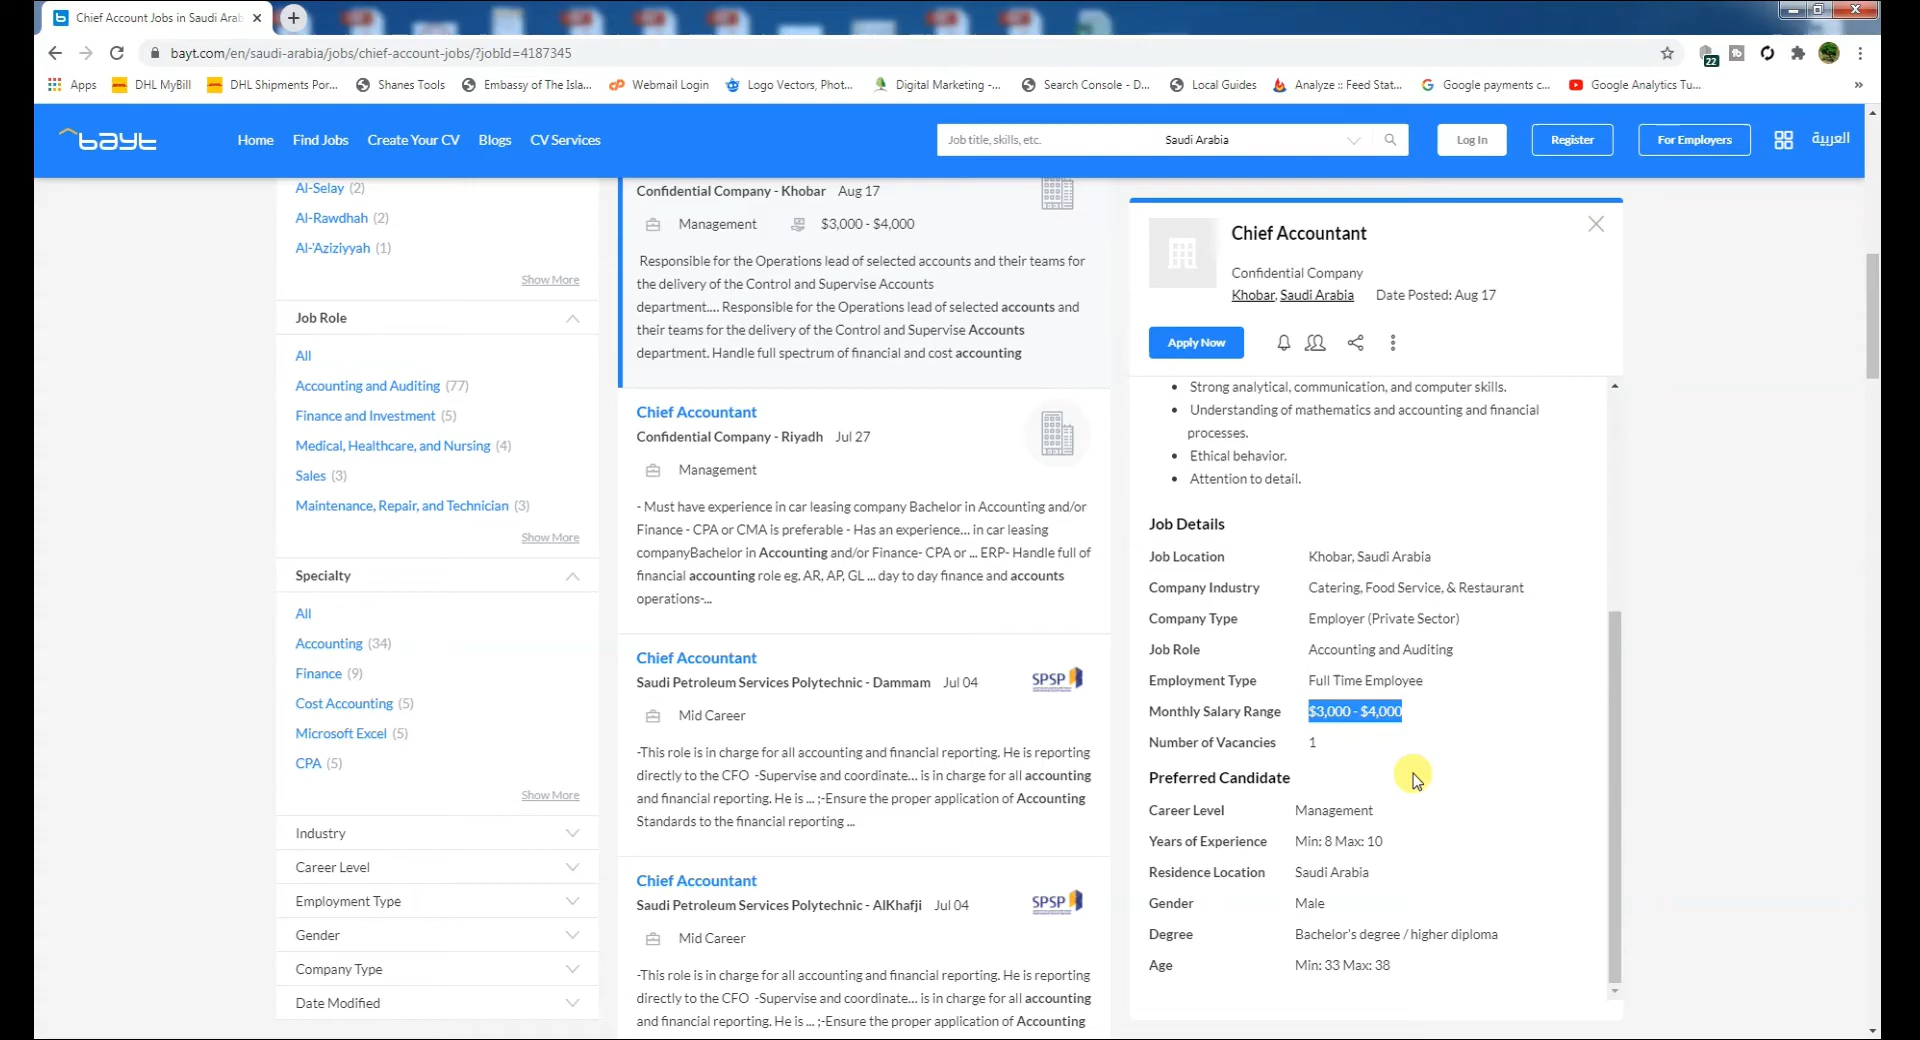 Chief Account Jobs in Saudi Arab
bayt.com/en/saudi-arabia/jobs/chief-account-jobs/?jobId=4187345
22
Apps
DHL MyBill
DHL Shipments Por...
Shanes Tools
Embassy of The Isla...
Webmail Login
Logo Vectors, Phot...
Digital Marketing -...
Search Console - D...
Local Guides
Analyze :: Feed Stat...
Google payments c...
Google Analytics Tu...
»
bayt
Home
Find Jobs
Create Your CV
Blogs
CV Services
Job title, skills, etc.
Saudi Arabia
Log In
Register
For Employers
العربية
Al-Selay (2)
Al-Rawdhah (2)
Al-'Aziziyyah (1)
Show More
Job Role
All
Accounting and Auditing (77)
Finance and Investment (5)
Medical, Healthcare, and Nursing (4)
Sales (3)
Maintenance, Repair, and Technician (3)
Show More
Specialty
All
Accounting (34)
Finance (9)
Cost Accounting (5)
Microsoft Excel (5)
CPA (5)
Show More
Industry
Career Level
Employment Type
Gender
Company Type
Date Modified
Confidential Company - Khobar Aug 17
Management $3,000 - $4,000
Responsible for the Operations lead of selected accounts and their teams for
the delivery of the Control and Supervise Accounts
department.... Responsible for the Operations lead of selected accounts and
their teams for the delivery of the Control and Supervise Accounts
department. Handle full spectrum of financial and cost accounting
Chief Accountant
Confidential Company - Riyadh Jul 27
Management
- Must have experience in car leasing company Bachelor in Accounting and/or
Finance - CPA or CMA is preferable - Has an experience... in car leasing
companyBachelor in Accounting and/or Finance- CPA or ... ERP- Handle full of
financial accounting role eg. AR, AP, GL ... day to day finance and accounts
operations-...
Chief Accountant
Saudi Petroleum Services Polytechnic - Dammam Jul 04
SPSP
Mid Career
-This role is in charge for all accounting and financial reporting. He is reporting
directly to the CFO -Supervise and coordinate... is in charge for all accounting
and financial reporting. He is ... ;-Ensure the proper application of Accounting
Standards to the financial reporting ...
Chief Accountant
Saudi Petroleum Services Polytechnic - AlKhafji Jul 04
SPSP
Mid Career
-This role is in charge for all accounting and financial reporting. He is reporting
directly to the CFO -Supervise and coordinate... is in charge for all accounting
and financial reporting. He is ... ;-Ensure the proper application of Accounting
Chief Accountant
Confidential Company
Khobar, Saudi Arabia Date Posted: Aug 17
Apply Now
• Strong analytical, communication, and computer skills.
• Understanding of mathematics and accounting and financial
processes.
• Ethical behavior.
• Attention to detail.
Job Details
Job Location Khobar, Saudi Arabia
Company Industry Catering, Food Service, & Restaurant
Company Type Employer (Private Sector)
Job Role Accounting and Auditing
Employment Type Full Time Employee
Monthly Salary Range $3,000 - $4,000
Number of Vacancies 1
Preferred Candidate
Career Level Management
Years of Experience Min: 8 Max: 10
Residence Location Saudi Arabia
Gender Male
Degree Bachelor's degree / higher diploma
Age Min: 33 Max: 38